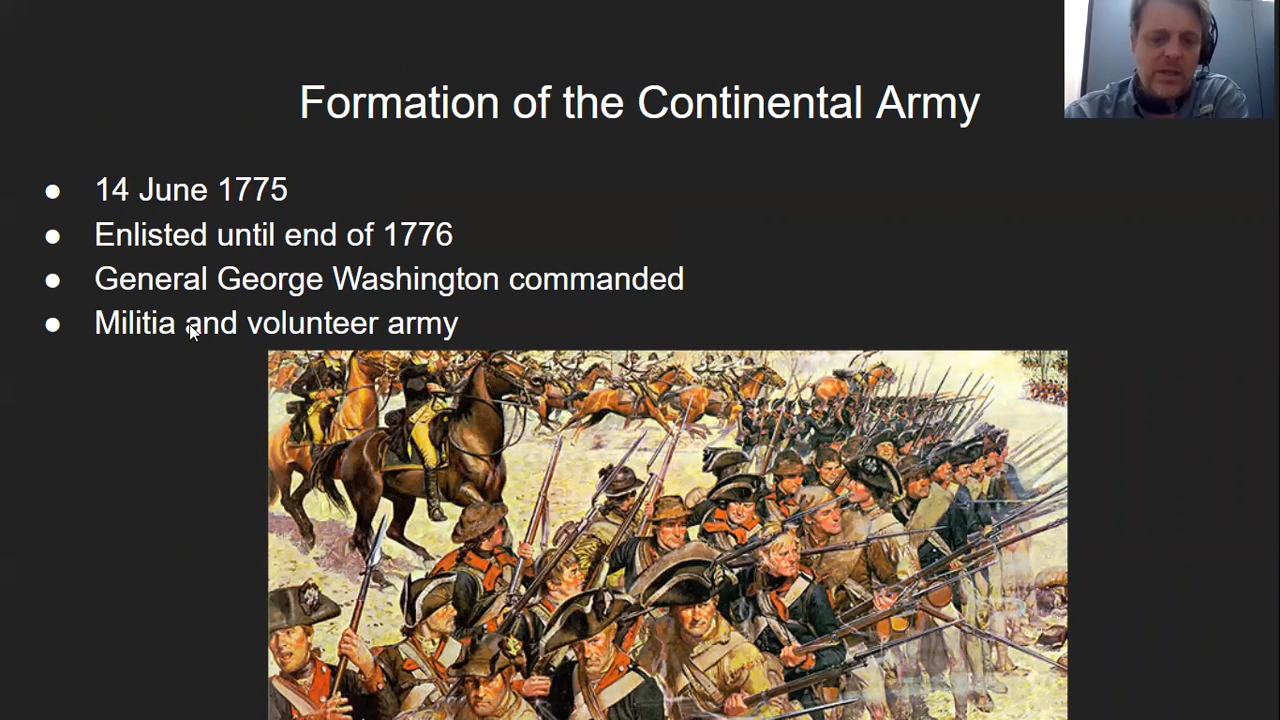 Formation of the Continental Army
● 14 June 1775
● Enlisted until end of 1776
● General George Washington commanded
● Militia and volunteer army